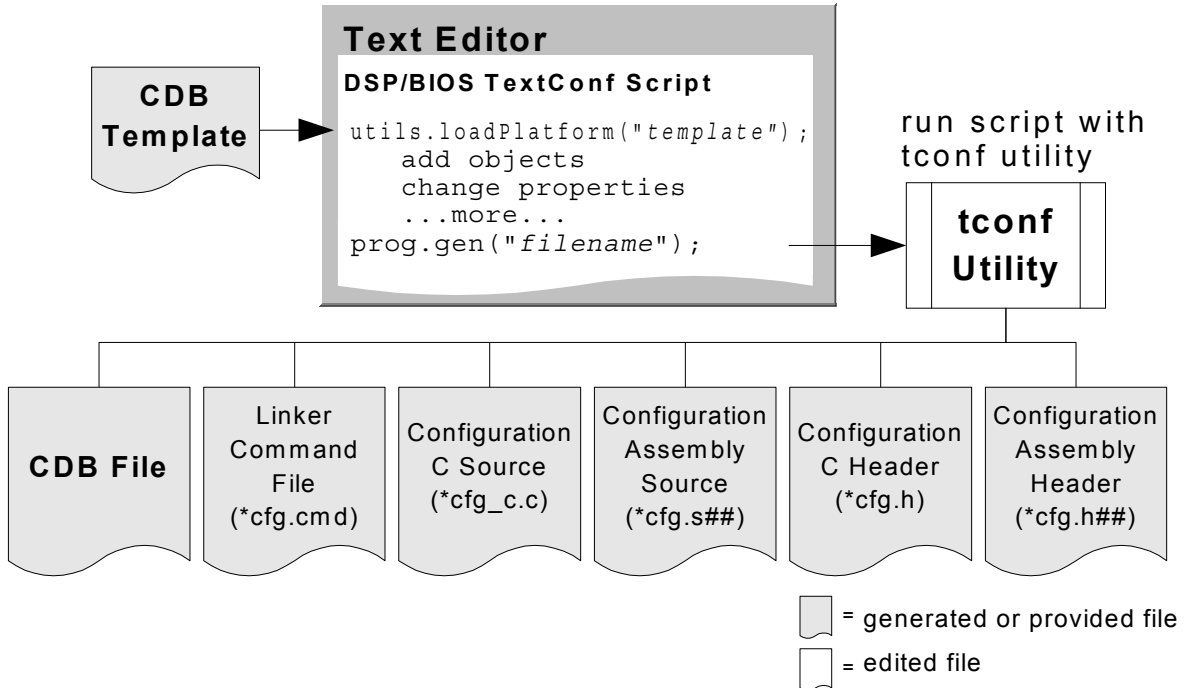 Text Editor
DSP/BIOS TextConf Script
CDB
Template
utils.loadPlatform("template");
add objects
change properties
...more...
prog.gen("filename");
run script with
tconf utility
tconf
Utility
CDB File
Linker
Command
File
(*cfg.cmd)
Configuration
C Source
(*cfg_c.c)
Configuration
Assembly
Source
(*cfg.s##)
Configuration
C Header
(*cfg.h)
Configuration
Assembly
Header
(*cfg.h##)
= generated or provided file
= edited file